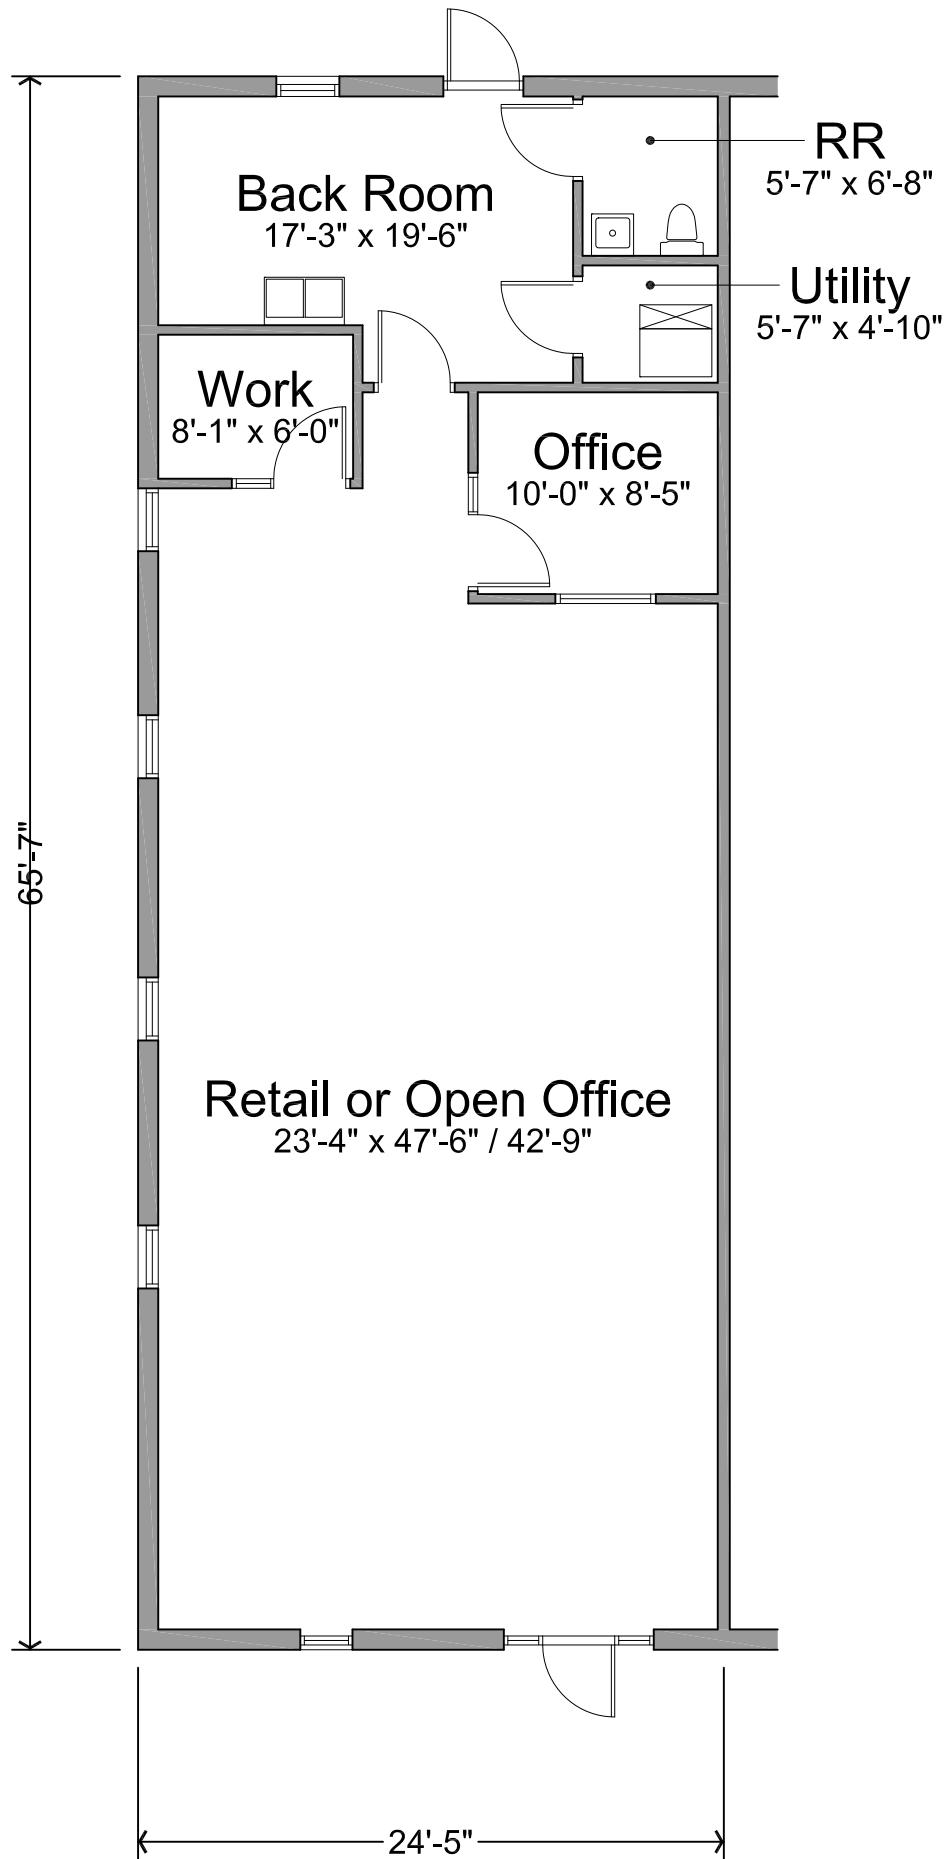 RR
5'-7" x 6'-8"
Back Room
17'-3" x 19'-6"
Utility
5'-7" x 4'-10"
Work
8'-1" x 6'-0"
Office
10'-0" x 8'-5"
65'-7"
Retail or Open Office
23'-4" x 47'-6" / 42'-9"
24'-5"